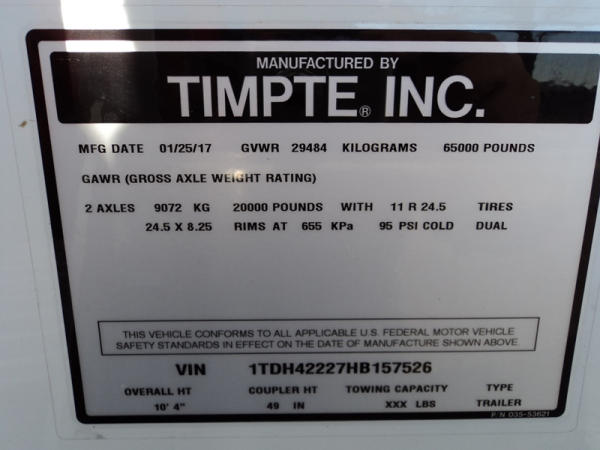 MANUFACTURED BY
TIMPTE® INC.
MFG DATE 01/25/17 GVWR 29484 KILOGRAMS 65000 POUNDS
GAWR (GROSS AXLE WEIGHT RATING)
2 AXLES 9072 KG 20000 POUNDS WITH 11 R 24.5 TIRES
24.5 X 8.25 RIMS AT 655 KPa 95 PSI COLD DUAL
THIS VEHICLE CONFORMS TO ALL APPLICABLE U.S. FEDERAL MOTOR VEHICLE
SAFETY STANDARDS IN EFFECT ON THE DATE OF MANUFACTURE SHOWN ABOVE.
VIN 1TDH42227HB157526
OVERALL HT COUPLER HT TOWING CAPACITY TYPE
10' 4" 49 IN XXX LBS TRAILER
P/N 035-53621